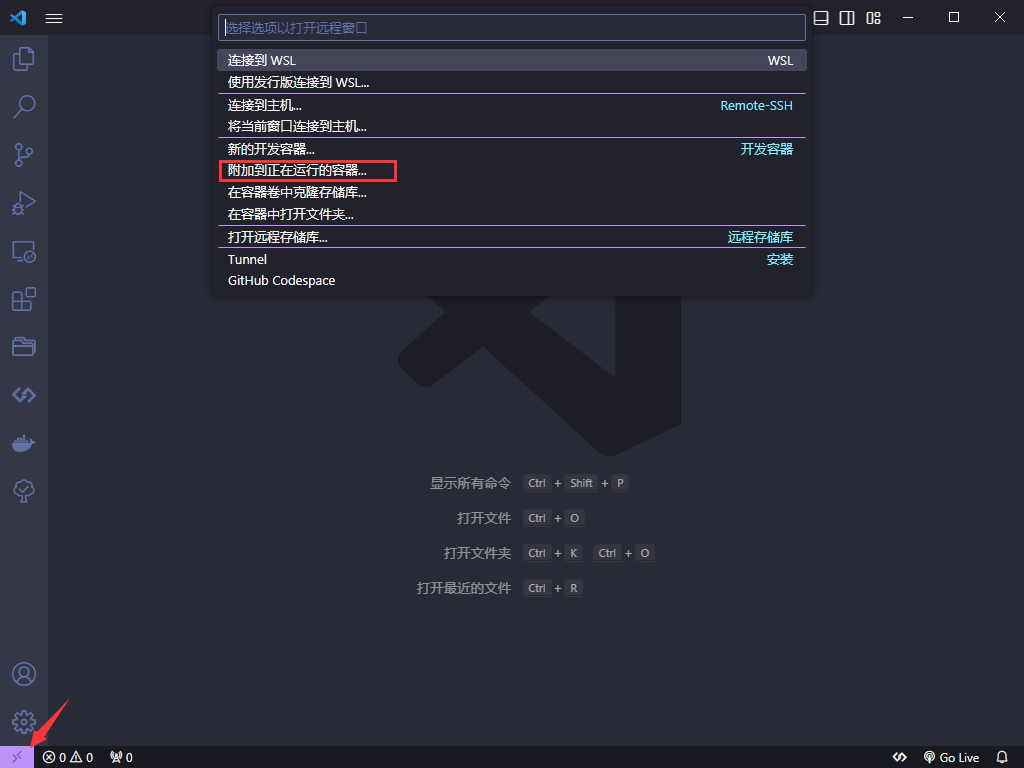 选择选项以打开远程窗口
连接到 WSL WSL
使用发行版连接到 WSL...
连接到主机... Remote-SSH
将当前窗口连接到主机...
新的开发容器... 开发容器
附加到正在运行的容器...
在容器卷中克隆存储库...
在容器中打开文件夹...
打开远程存储库... 远程存储库
Tunnel 安装
GitHub Codespace
显示所有命令 Ctrl + Shift + P
打开文件 Ctrl + O
打开文件夹 Ctrl + K Ctrl + O
打开最近的文件 Ctrl + R
0 0 0 Go Live